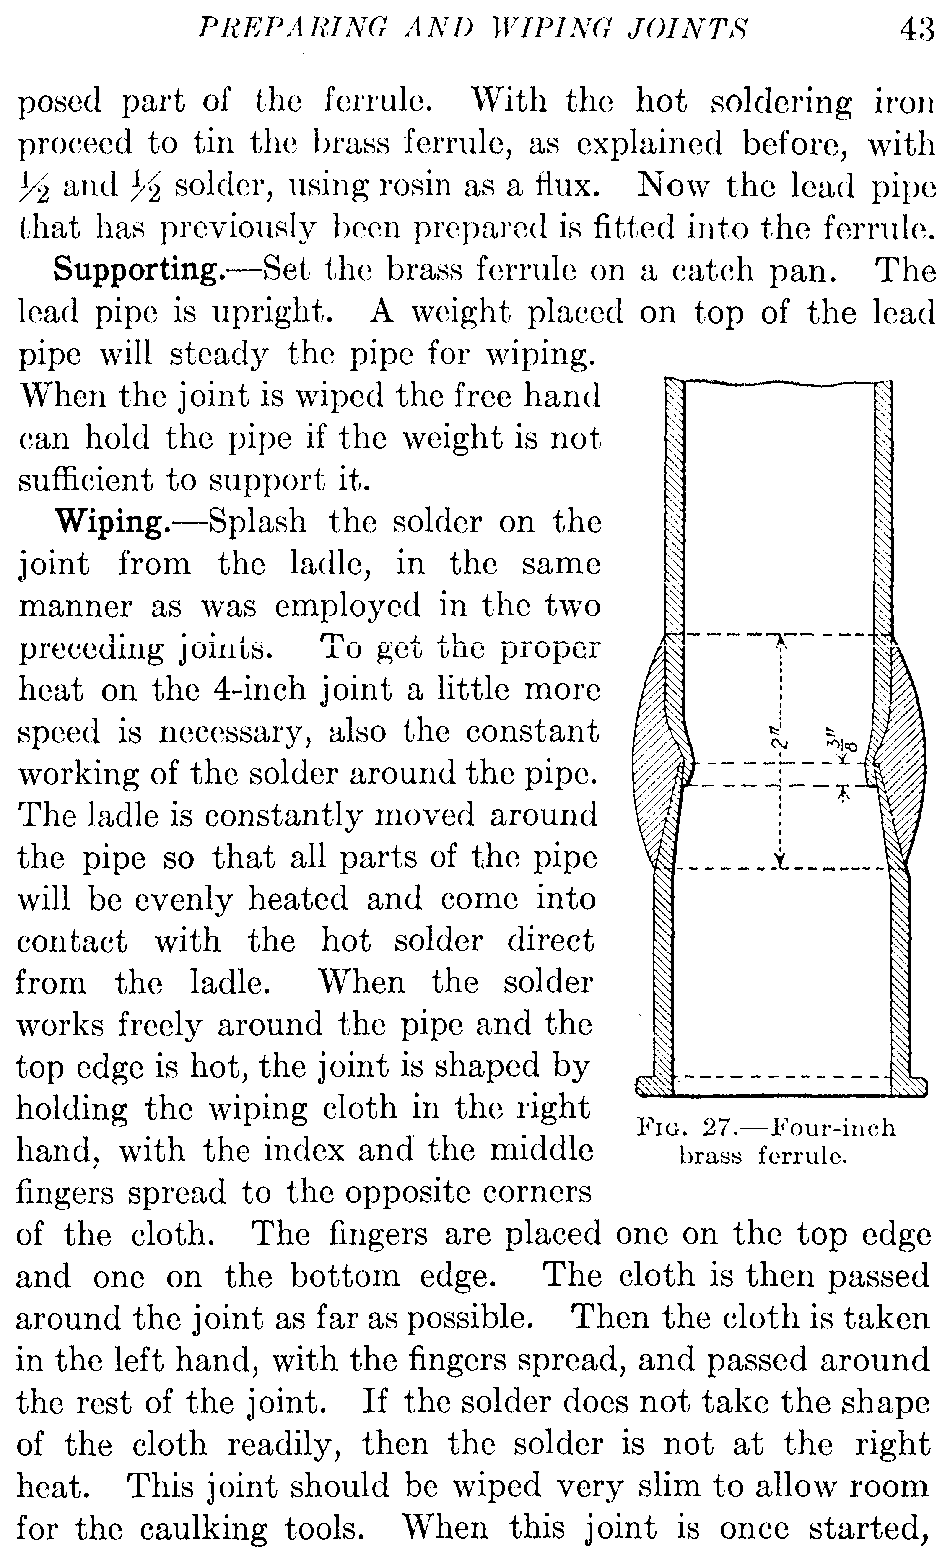 PREPARING AND WIPING JOINTS 43
posed part of the ferrule. With the hot soldering iron
proceed to tin the brass ferrule, as explained before, with
½ and ½ solder, using rosin as a flux. Now the lead pipe
that has previously been prepared is fitted into the ferrule.
Supporting.—Set the brass ferrule on a catch pan. The
lead pipe is upright. A weight placed on top of the lead
pipe will steady the pipe for wiping.
When the joint is wiped the free hand
can hold the pipe if the weight is not
sufficient to support it.
Wiping.—Splash the solder on the
joint from the ladle, in the same
manner as was employed in the two
preceding joints. To get the proper
heat on the 4-inch joint a little more
speed is necessary, also the constant
working of the solder around the pipe.
The ladle is constantly moved around
the pipe so that all parts of the pipe
will be evenly heated and come into
contact with the hot solder direct
from the ladle. When the solder
works freely around the pipe and the
top edge is hot, the joint is shaped by
holding the wiping cloth in the right
hand, with the index and the middle
fingers spread to the opposite corners
of the cloth. The fingers are placed one on the top edge
and one on the bottom edge. The cloth is then passed
around the joint as far as possible. Then the cloth is taken
in the left hand, with the fingers spread, and passed around
the rest of the joint. If the solder does not take the shape
of the cloth readily, then the solder is not at the right
heat. This joint should be wiped very slim to allow room
for the caulking tools. When this joint is once started,
2"
3/8"
Fig. 27.—Four-inch
brass ferrule.